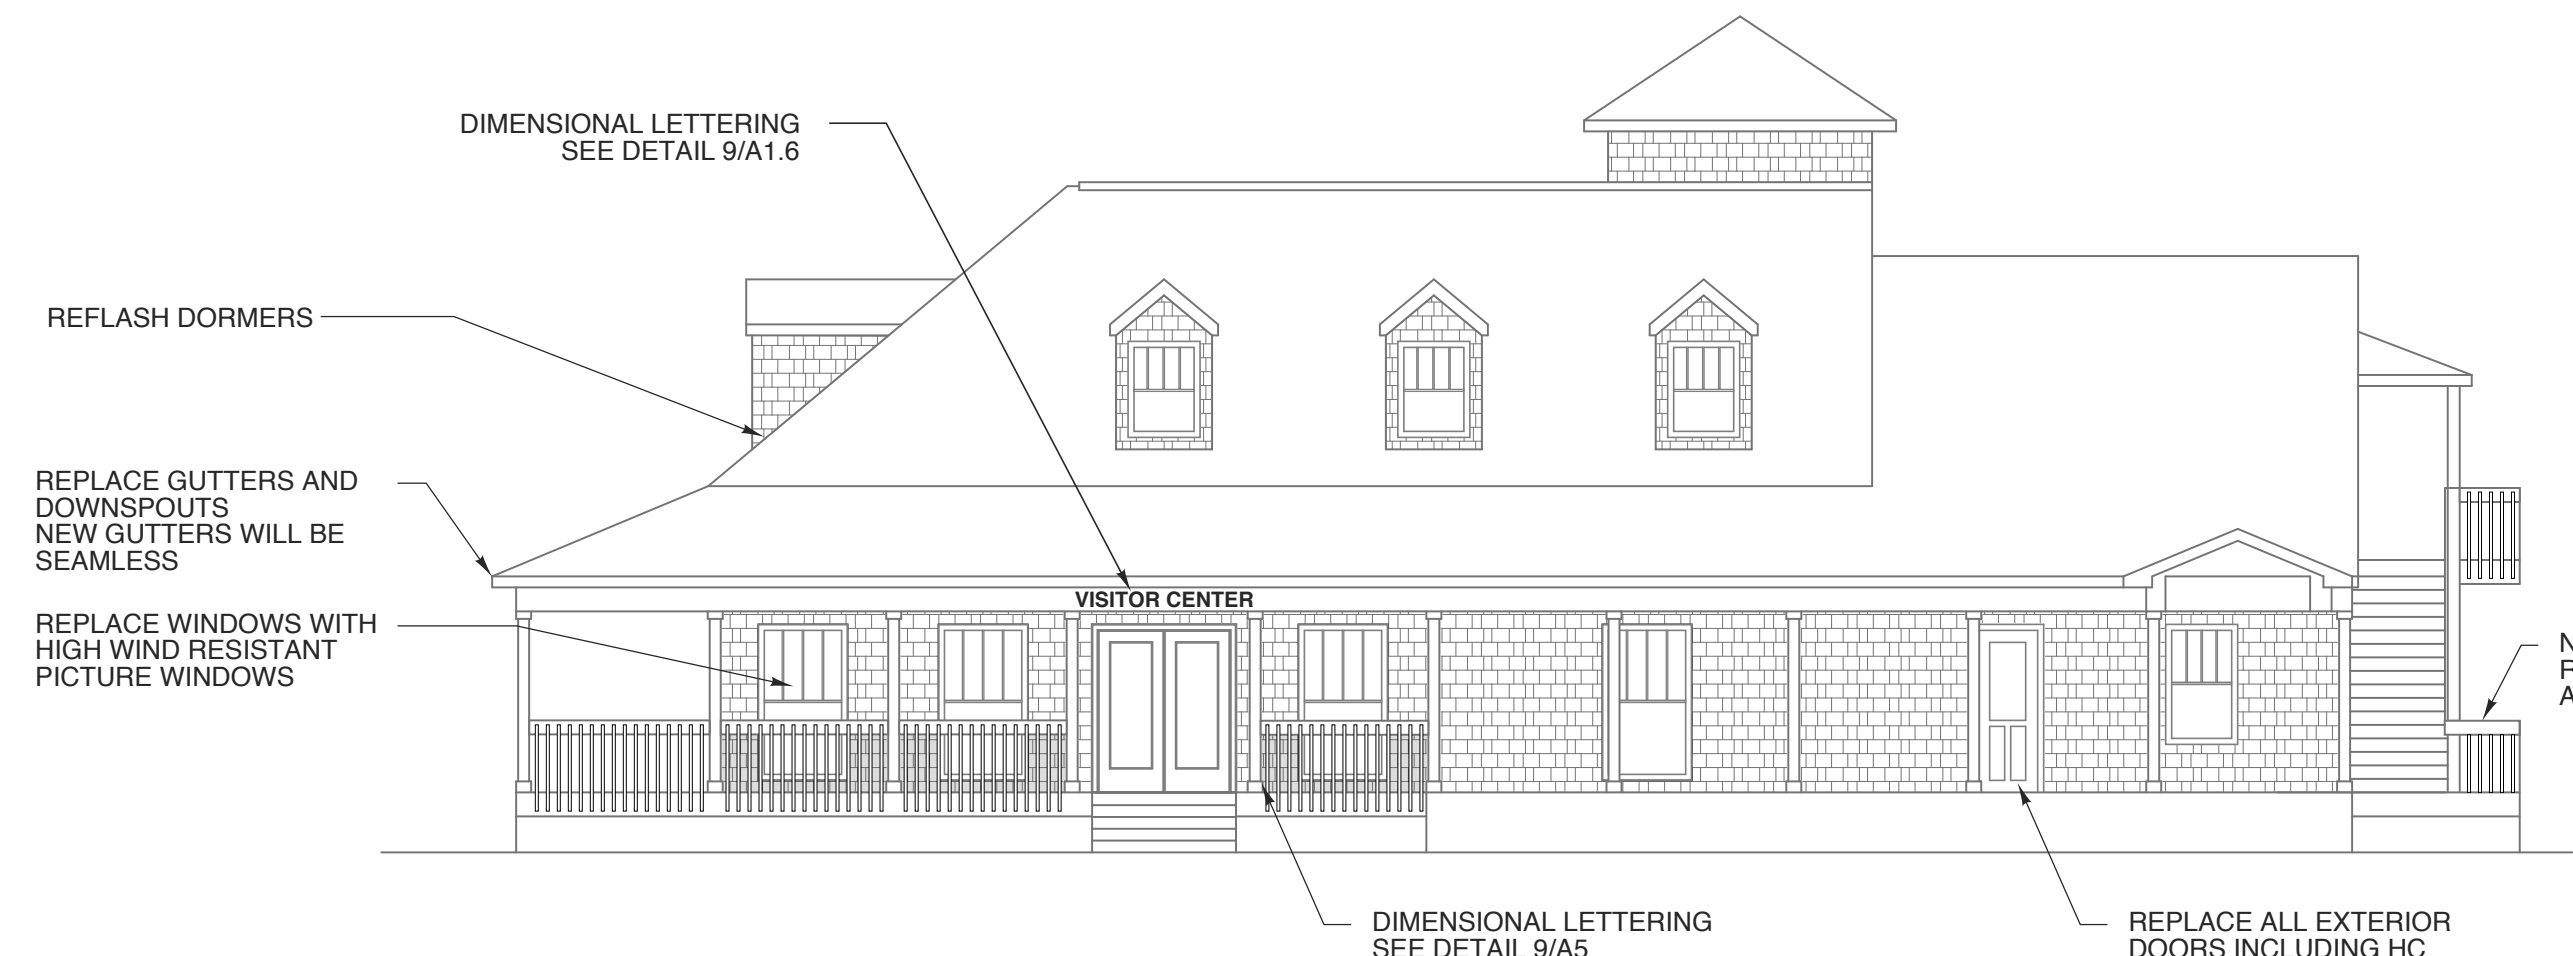 DIMENSIONAL LETTERING
SEE DETAIL 9/A1.6
REFLASH DORMERS
REPLACE GUTTERS AND
DOWNSPOUTS
NEW GUTTERS WILL BE
SEAMLESS
VISITOR CENTER
REPLACE WINDOWS WITH
HIGH WIND RESISTANT
PICTURE WINDOWS
DIMENSIONAL LETTERING
SEE DETAIL 9/A5
REPLACE ALL EXTERIOR
DOORS INCLUDING HC